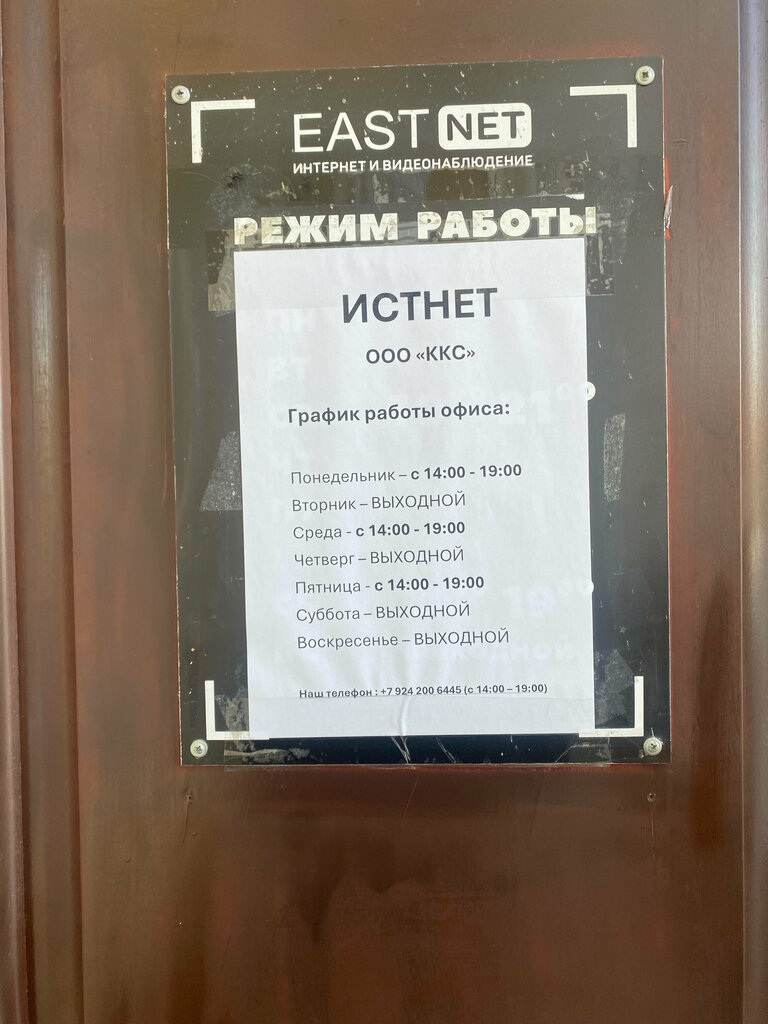 EAST NET
ИНТЕРНЕТ И ВИДЕОНАБЛЮДЕНИЕ
РЕЖИМ РАБОТЫ
ИСТНЕТ
ООО «ККС»
График работы офиса:
Понедельник – с 14:00 - 19:00
Вторник – ВЫХОДНОЙ
Среда - с 14:00 - 19:00
Четверг – ВЫХОДНОЙ
Пятница - с 14:00 - 19:00
Суббота – ВЫХОДНОЙ
Воскресенье – ВЫХОДНОЙ
Наш телефон : +7 924 200 6445 (с 14:00 – 19:00)